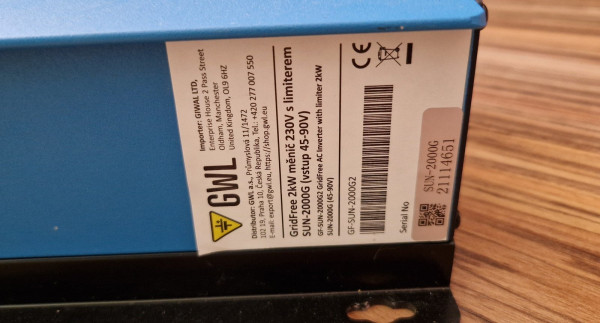 GWL
Importer: GIWAL LTD,
Enterprise House 2 Pass Street
Oldham, Manchester
United Kingdom, OL9 6HZ
Distributor: GWL a.s., Průmyslová 11/1472
102 19, Praha 10, Česká Republika, Tel.: +420 277 007 550
E-mail: export@gwl.eu, https://shop.gwl.eu
GridFree 2kW měnič 230V s limiterem
SUN-2000G (vstup 45-90V)
GF-SUN-2000G2 GridFree AC Inverter with limiter 2kW
SUN-2000G (45-90V)
CE
GF-SUN-2000G2
Serial No
SUN-2000G
21114651